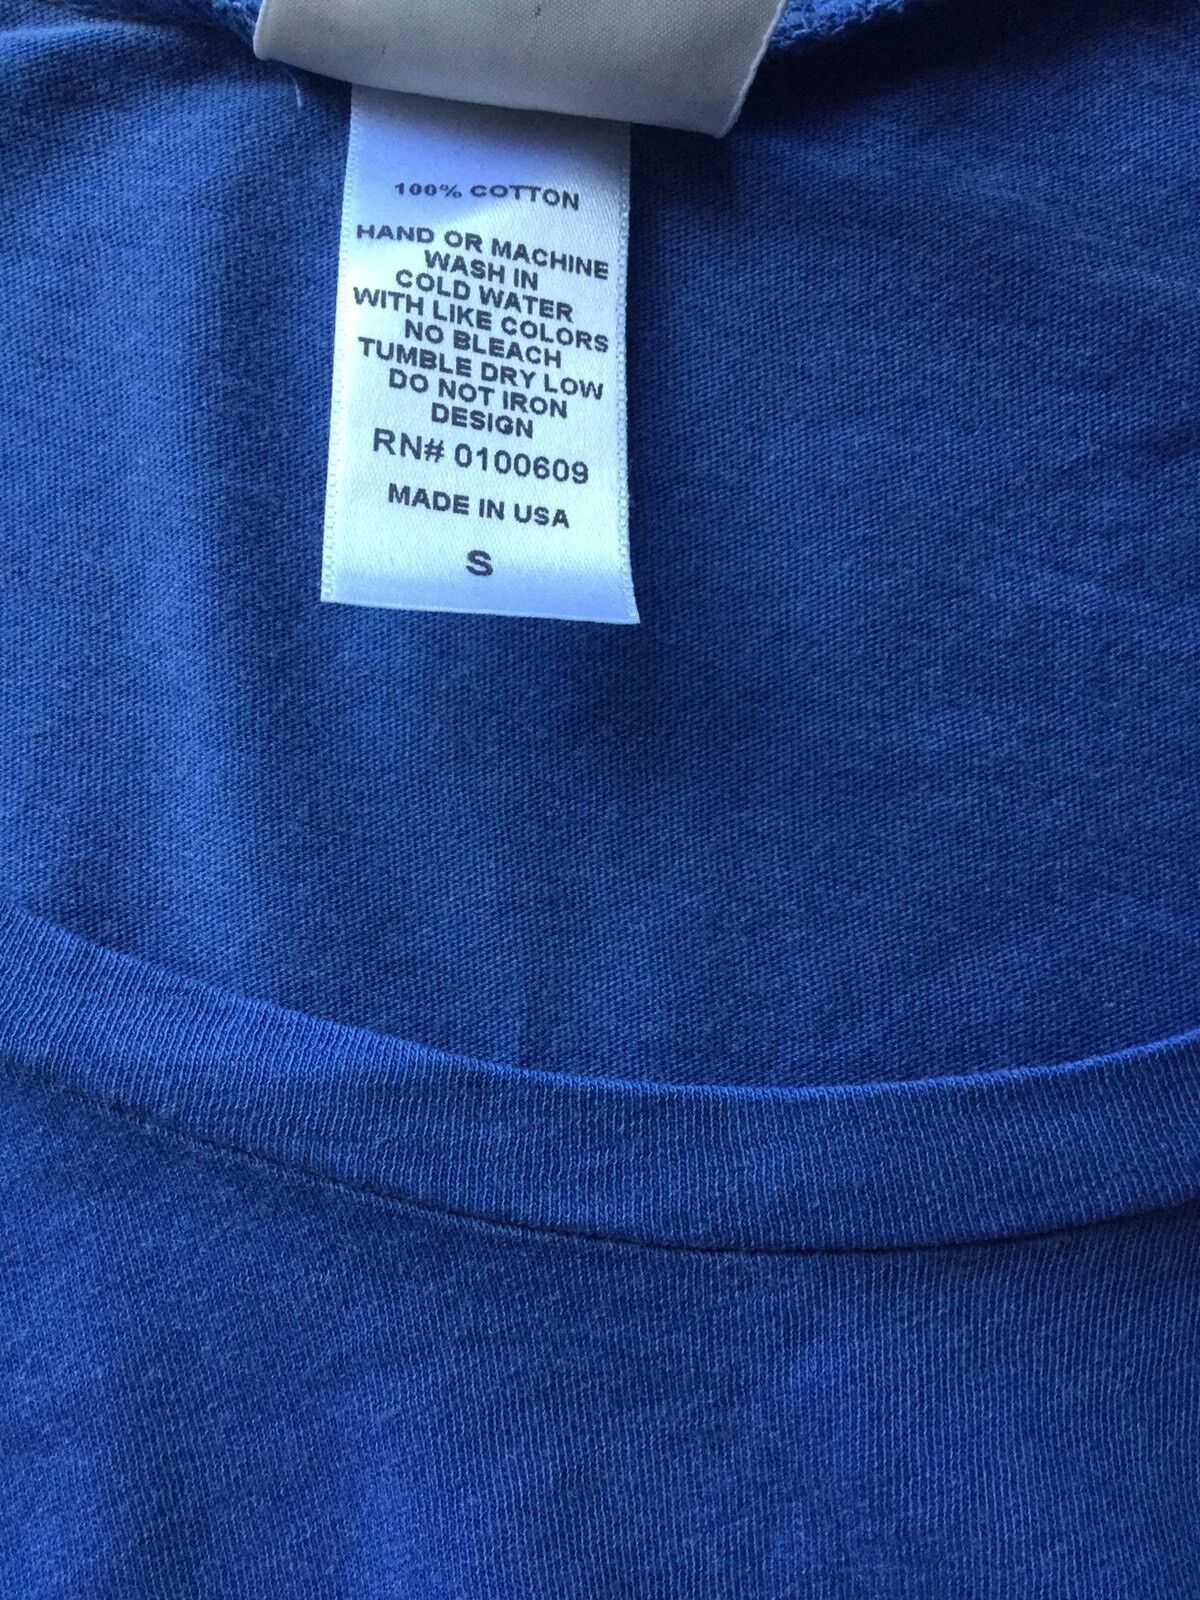 100% COTTON
HAND OR MACHINE
WASH IN
COLD WATER
WITH LIKE COLORS
NO BLEACH
TUMBLE DRY LOW
DO NOT IRON
DESIGN
RN# 0100609
MADE IN USA
S